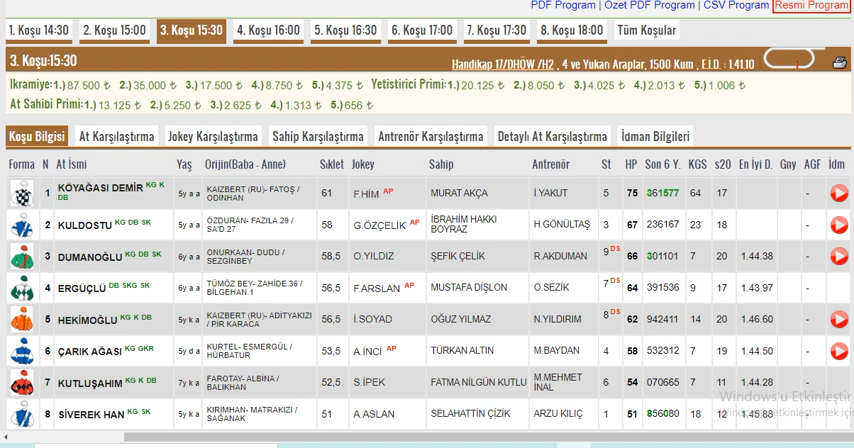 PDF Program | Özet PDF Program | CSV Program | Resmi Program
1. Koşu 14:30 2. Koşu 15:00 3. Koşu 15:30 4. Koşu 16:00 5. Koşu 16:30 6. Koşu 17:00 7. Koşu 17:30 8. Koşu 18:00 Tüm Koşular
3. Koşu:15:30 Handikap 17/DHÖW /H2 , 4 ve Yukarı Araplar, 1500 Kum , E.İ.D. : 1.41.10
Ikramiye:1.) 87.500 ₺ 2.) 35.000 ₺ 3.) 17.500 ₺ 4.) 8.750 ₺ 5.) 4.375 ₺ Yetistirici Primi:1.) 20.125 ₺ 2.) 8.050 ₺ 3.) 4.025 ₺ 4.) 2.013 ₺ 5.) 1.006 ₺
At Sahibi Primi:1.) 13.125 ₺ 2.) 5.250 ₺ 3.) 2.625 ₺ 4.) 1.313 ₺ 5.) 656 ₺
Koşu Bilgisi At Karşılaştırma Jokey Karşılaştırma Sahip Karşılaştırma Antrenör Karşılaştırma Detaylı At Karşılaştırma İdman Bilgileri
Forma N At İsmi Yaş Orijin(Baba - Anne) Sıklet Jokey Sahip Antrenör St HP Son 6 Y. KGS s20 En İyi D. Gny AGF İdm
1 KÖYAĞASI DEMİR KG K DB 5y a a KAIZBERT (RU)- FATOŞ / ODİNHAN 61 F.HİM AP MURAT AKÇA İ.YAKUT 5 75 361577 64 17 -
2 KULDOSTU KG DB SK 5y a a ÖZDURAN- FAZILA.29 / SA'D.27 58 G.ÖZÇELİK AP İBRAHİM HAKKI BOYRAZ H.GÖNÜLTAŞ 3 67 236167 23 18 -
3 DUMANOĞLU KG DB SK 6y a a ONURKAAN- DUDU / SEZGİNBEY 58,5 O.YILDIZ ŞEFİK ÇELİK R.AKDUMAN 9 DS 66 301101 7 20 1.44.38 -
4 ERGÜÇLÜ DB SKG SK 6y a a TÜMÖZ BEY- ZAHİDE.36 / BİLGEHAN.1 56,5 F.ARSLAN AP MUSTAFA DİŞLON O.SEZİK 7 DS 64 391536 9 17 1.43.97 -
5 HEKİMOĞLU KG K DB 5y k a KAIZBERT (RU)- ADİTYAKIZI / PİR KARACA 56,5 İ.SOYAD OĞUZ YILMAZ N.YILDIRIM 8 DS 62 942411 14 20 1.46.60 -
6 ÇARIK AĞASI KG GKR 5y d a KURTEL- ESMERGÜL / HÜRBATUR 53,5 A.İNCİ AP TÜRKAN ALTIN M.BAYDAN 4 58 532312 7 19 1.44.50 -
7 KUTLUŞAHIM KG K DB 7y k a FAROTAY- ALBİNA / BALIKHAN 52,5 S.İPEK FATMA NİLGÜN KUTLU M.MEHMET İNAL 6 54 070665 7 11 1.44.28 -
8 SİVEREK HAN KG SK 5y k a KIRIMHAN- MATRAKIZI / SAĞANAK 51 A.ASLAN SELAHATTİN ÇİZİK ARZU KILIÇ 1 51 856080 18 12 1.45.88 -
Windows'u Etkinleştir
Windows'u etkinleştirmek için